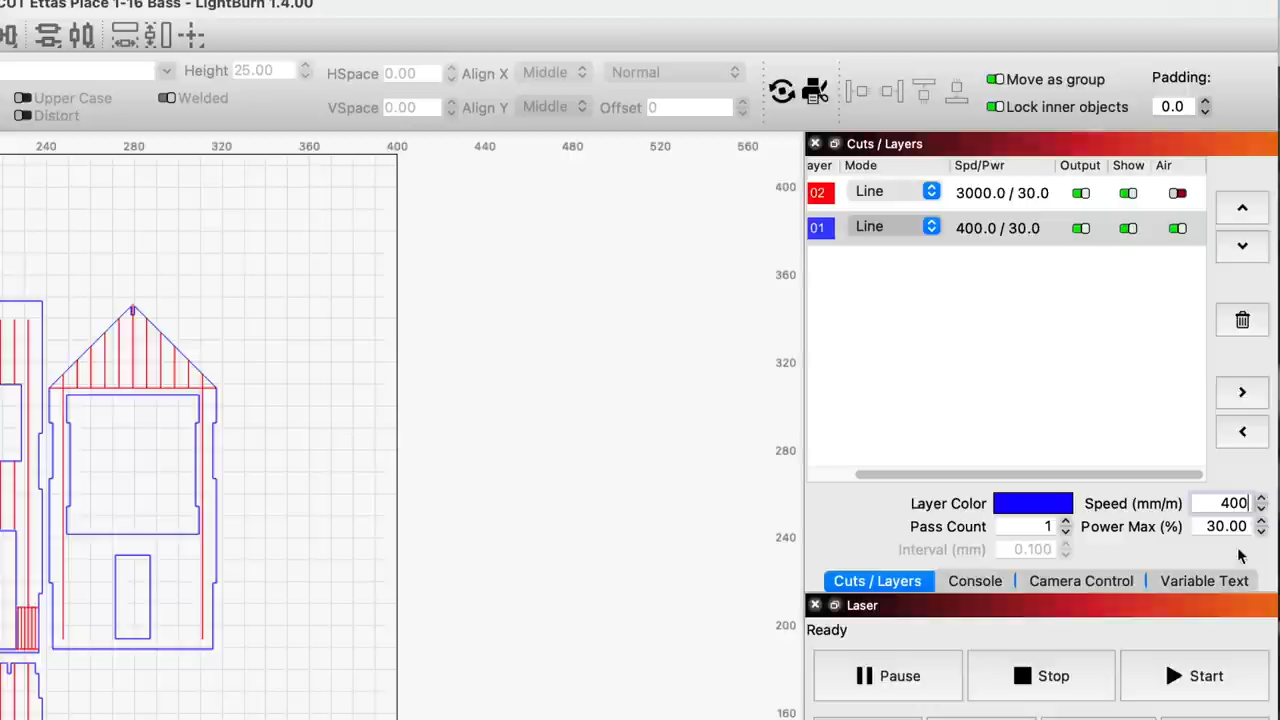 CUT Ettas Place 1-16 Bass - LightBurn 1.4.00
Height 25.00 HSpace 0.00 Align X Middle Normal
Move as group Padding:
Upper Case Welded VSpace 0.00 Align Y Middle Offset 0
Lock inner objects 0.0
Distort
240 280 320 360 400 440 480 520 560
Cuts / Layers
ayer Mode Spd/Pwr Output Show Air
400
02 Line 3000.0 / 30.0
01 Line 400.0 / 30.0
360
320
280
Layer Color Speed (mm/m) 400
Pass Count 1 Power Max (%) 30.00
240
Interval (mm) 0.100
Cuts / Layers Console Camera Control Variable Text
Laser
200
Ready
Pause Stop Start
160